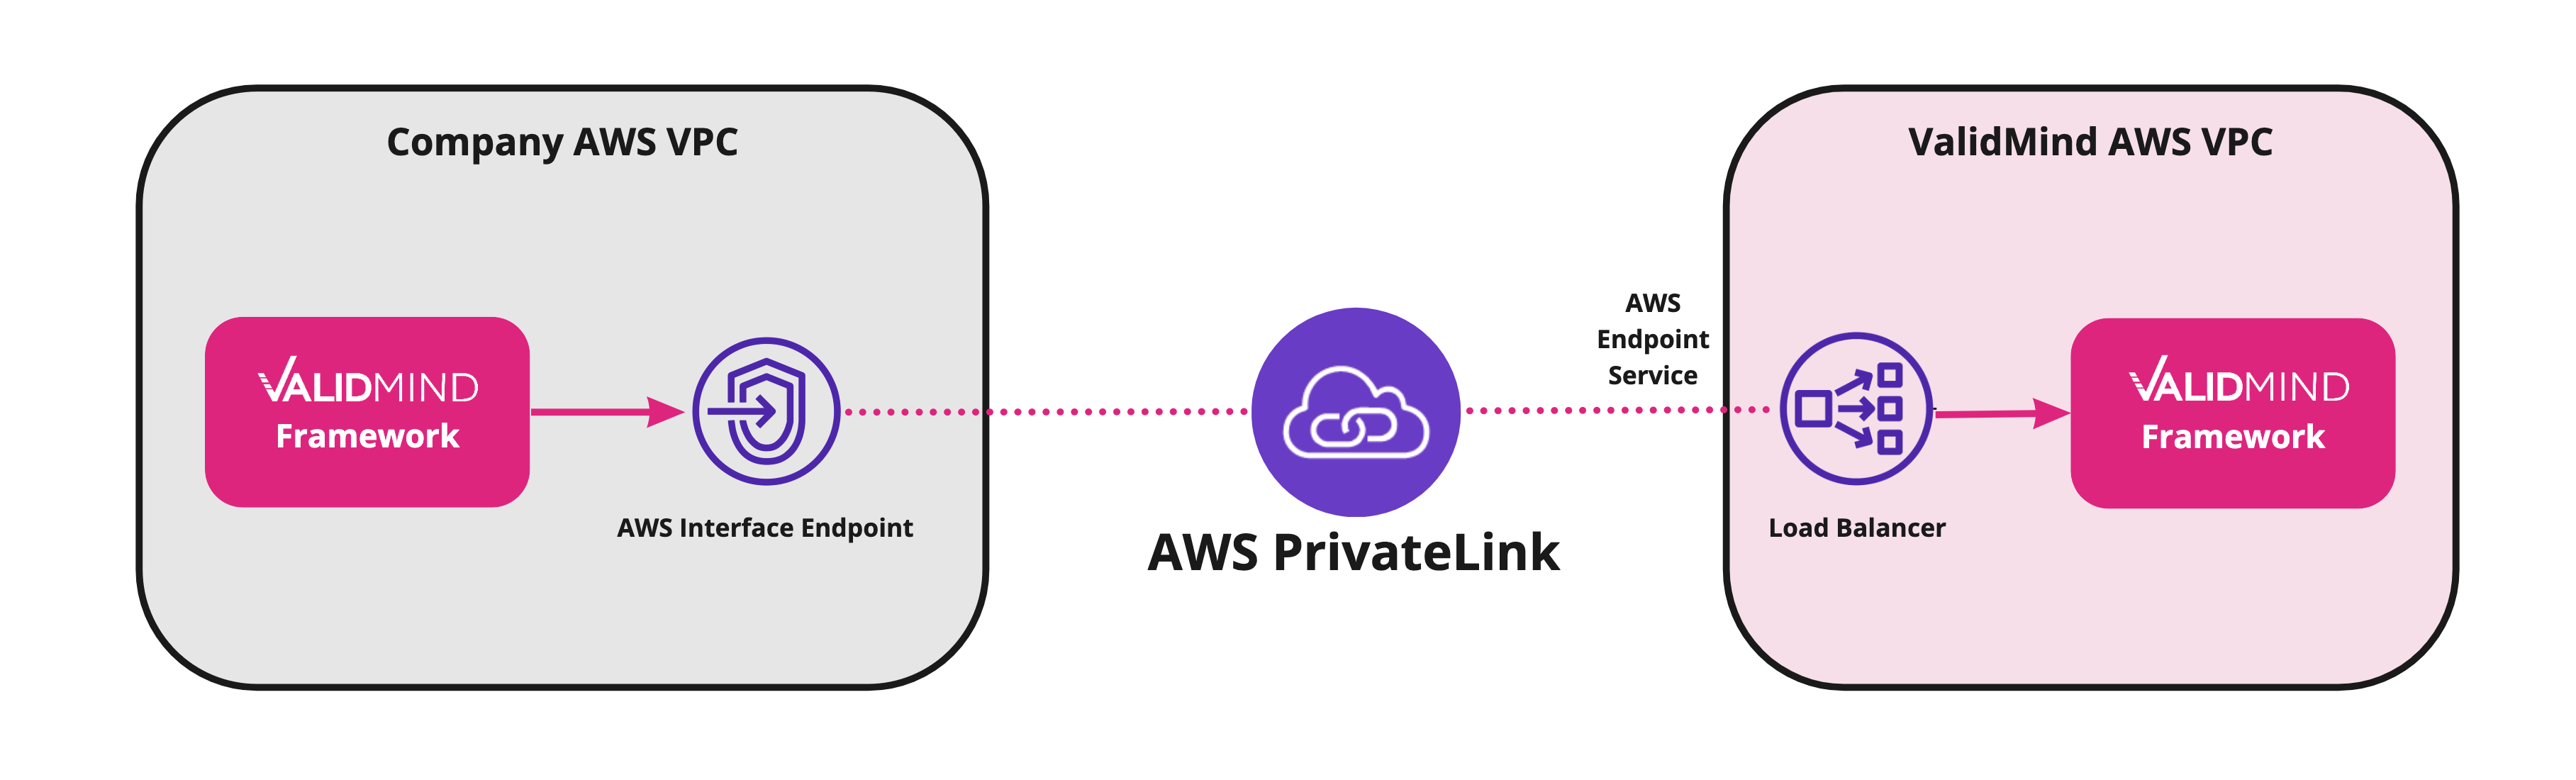 Company AWS VPC
VALIDMIND
Framework
AWS Interface Endpoint
AWS PrivateLink
AWS
Endpoint
Service
ValidMind AWS VPC
Load Balancer
VALIDMIND
Framework